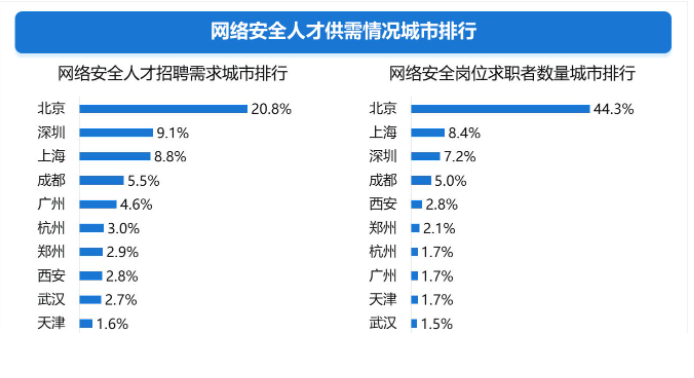 网络安全人才供需情况城市排行
网络安全人才招聘需求城市排行
北京 20.8%
深圳 9.1%
上海 8.8%
成都 5.5%
广州 4.6%
杭州 3.0%
郑州 2.9%
西安 2.8%
武汉 2.7%
天津 1.6%
网络安全岗位求职者数量城市排行
北京 44.3%
上海 8.4%
深圳 7.2%
成都 5.0%
西安 2.8%
郑州 2.1%
杭州 1.7%
广州 1.7%
天津 1.7%
武汉 1.5%